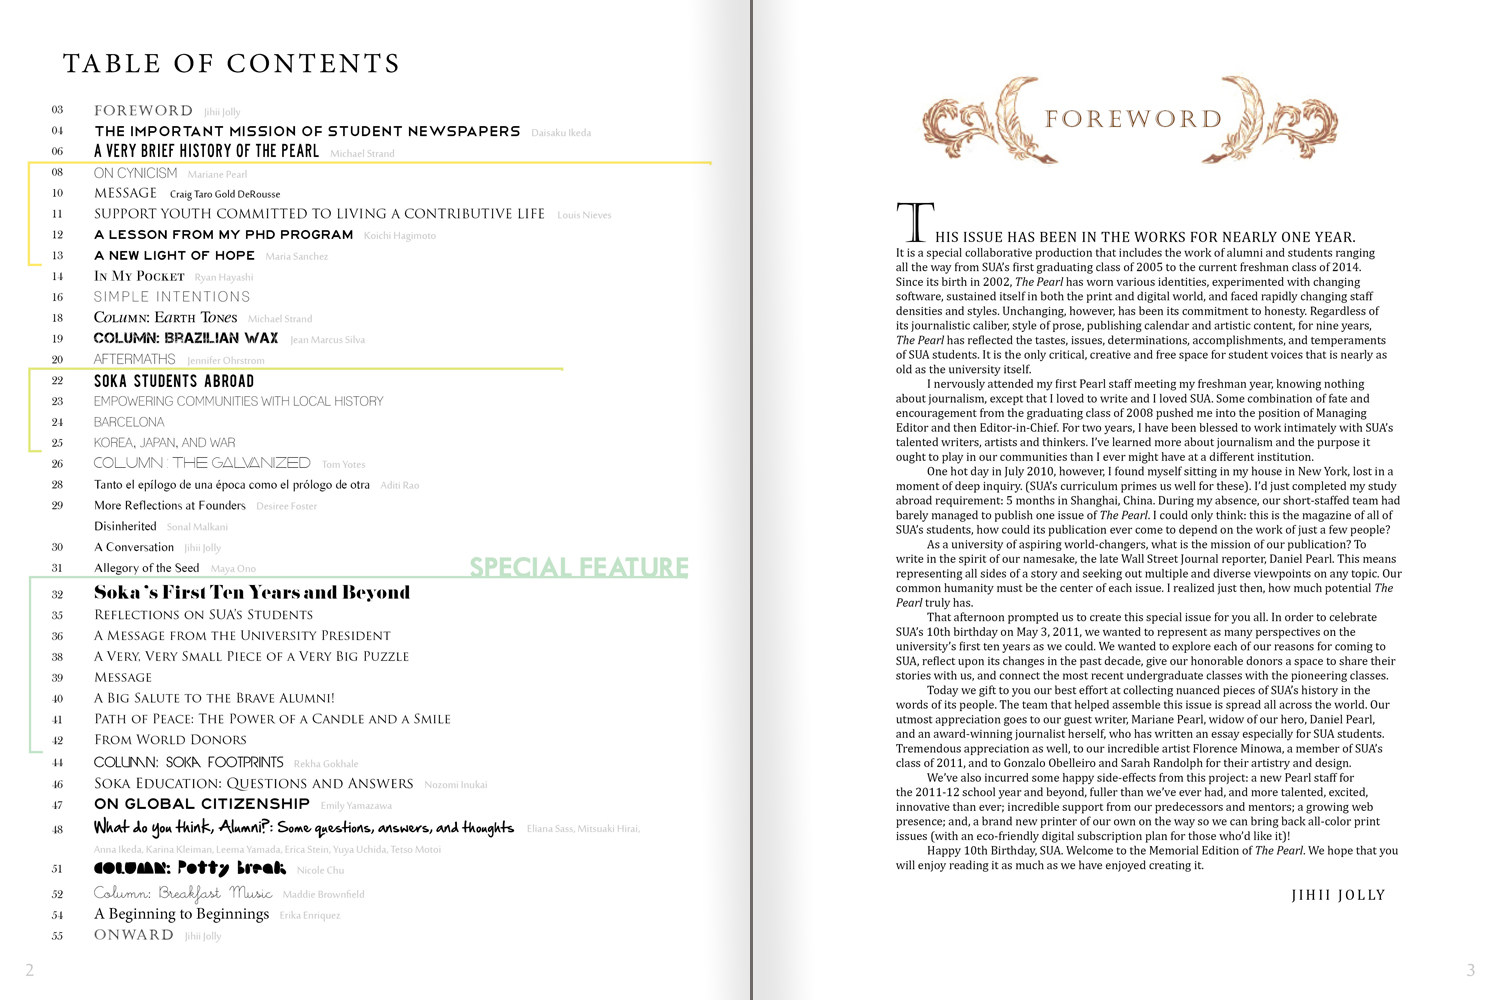 TABLE OF CONTENTS
03 FOREWORD Jihii Jolly
04 THE IMPORTANT MISSION OF STUDENT NEWSPAPERS Daisaku Ikeda
06 A VERY BRIEF HISTORY OF THE PEARL Michael Strand
08 ON CYNICISM Mariane Pearl
10 MESSAGE Craig Taro Gold DeRousse
11 SUPPORT YOUTH COMMITTED TO LIVING A CONTRIBUTIVE LIFE Louis Nieves
12 A LESSON FROM MY PHD PROGRAM Koichi Hagimoto
13 A NEW LIGHT OF HOPE Maria Sanchez
14 IN MY POCKET Ryan Hayashi
16 SIMPLE INTENTIONS
18 COLUMN: EARTH TONES Michael Strand
19 COLUMN: BRAZILIAN WAX Jean Marcus Silva
20 AFTERMATHS Jennifer Ohrstrom
22 SOKA STUDENTS ABROAD
23 EMPOWERING COMMUNITIES WITH LOCAL HISTORY
24 BARCELONA
25 KOREA, JAPAN, AND WAR
26 COLUMN: THE GALVANIZED Tom Yotes
28 Tanto el epílogo de una época como el prólogo de otra Aditi Rao
29 More Reflections at Founders Desiree Foster
Disinherited Sonal Malkani
30 A Conversation Jihii Jolly
31 Allegory of the Seed Maya Ono
SPECIAL FEATURE
32 Soka 's First Ten Years and Beyond
35 REFLECTIONS ON SUA'S STUDENTS
36 A MESSAGE FROM THE UNIVERSITY PRESIDENT
38 A VERY, VERY SMALL PIECE OF A VERY BIG PUZZLE
39 MESSAGE
40 A BIG SALUTE TO THE BRAVE ALUMNI!
41 PATH OF PEACE: THE POWER OF A CANDLE AND A SMILE
42 FROM WORLD DONORS
44 COLUMN: SOKA FOOTPRINTS Rekha Gokhale
46 SOKA EDUCATION: QUESTIONS AND ANSWERS Nozomi Inukai
47 ON GLOBAL CITIZENSHIP Emily Yamazawa
48 What do you think, Alumni?: Some questions, answers, and thoughts Eliana Sass, Mitsuaki Hirai,
Anna Ikeda, Karina Kleiman, Leema Yamada, Erica Stein, Yuya Uchida, Tetso Motoi
51 COLUMN: Potty break Nicole Chu
52 Column: Breakfast Music Maddie Brownfield
54 A Beginning to Beginnings Erika Enriquez
55 ONWARD Jihii Jolly
2
FOREWORD
THIS ISSUE HAS BEEN IN THE WORKS FOR NEARLY ONE YEAR.
It is a special collaborative production that includes the work of alumni and students ranging
all the way from SUA's first graduating class of 2005 to the current freshman class of 2014.
Since its birth in 2002, The Pearl has worn various identities, experimented with changing
software, sustained itself in both the print and digital world, and faced rapidly changing staff
densities and styles. Unchanging, however, has been its commitment to honesty. Regardless of
its journalistic caliber, style of prose, publishing calendar and artistic content, for nine years,
The Pearl has reflected the tastes, issues, determinations, accomplishments, and temperaments
of SUA students. It is the only critical, creative and free space for student voices that is nearly as
old as the university itself.
I nervously attended my first Pearl staff meeting my freshman year, knowing nothing
about journalism, except that I loved to write and I loved SUA. Some combination of fate and
encouragement from the graduating class of 2008 pushed me into the position of Managing
Editor and then Editor-in-Chief. For two years, I have been blessed to work intimately with SUA's
talented writers, artists and thinkers. I've learned more about journalism and the purpose it
ought to play in our communities than I ever might have at a different institution.
One hot day in July 2010, however, I found myself sitting in my house in New York, lost in a
moment of deep inquiry. (SUA's curriculum primes us well for these). I'd just completed my study
abroad requirement: 5 months in Shanghai, China. During my absence, our short-staffed team had
barely managed to publish one issue of The Pearl. I could only think: this is the magazine of all of
SUA's students, how could its publication ever come to depend on the work of just a few people?
As a university of aspiring world-changers, what is the mission of our publication? To
write in the spirit of our namesake, the late Wall Street Journal reporter, Daniel Pearl. This means
representing all sides of a story and seeking out multiple and diverse viewpoints on any topic. Our
common humanity must be the center of each issue. I realized just then, how much potential The
Pearl truly has.
That afternoon prompted us to create this special issue for you all. In order to celebrate
SUA's 10th birthday on May 3, 2011, we wanted to represent as many perspectives on the
university's first ten years as we could. We wanted to explore each of our reasons for coming to
SUA, reflect upon its changes in the past decade, give our honorable donors a space to share their
stories with us, and connect the most recent undergraduate classes with the pioneering classes.
Today we gift to you our best effort at collecting nuanced pieces of SUA's history in the
words of its people. The team that helped assemble this issue is spread all across the world. Our
utmost appreciation goes to our guest writer, Mariane Pearl, widow of our hero, Daniel Pearl,
and an award-winning journalist herself, who has written an essay especially for SUA students.
Tremendous appreciation as well, to our incredible artist Florence Minowa, a member of SUA's
class of 2011, and to Gonzalo Obelleiro and Sarah Randolph for their artistry and design.
We've also incurred some happy side-effects from this project: a new Pearl staff for
the 2011-12 school year and beyond, fuller than we've ever had, and more talented, excited,
innovative than ever; incredible support from our predecessors and mentors; a growing web
presence; and, a brand new printer of our own on the way so we can bring back all-color print
issues (with an eco-friendly digital subscription plan for those who'd like it)!
Happy 10th Birthday, SUA. Welcome to the Memorial Edition of The Pearl. We hope that you
will enjoy reading it as much as we have enjoyed creating it.
JIHII JOLLY
3